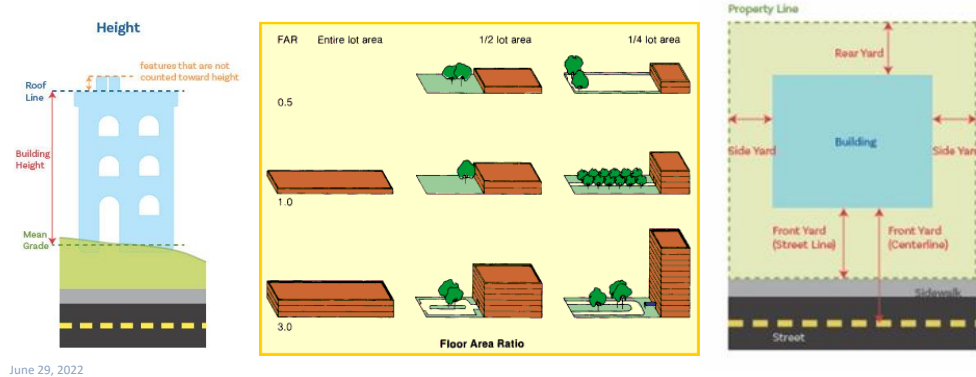 Height
features that are not
counted toward height
Roof
Line
Building
Height
Mean
Grade
FAR Entire lot area 1/2 lot area 1/4 lot area
0.5
1.0
3.0
Floor Area Ratio
Property Line
Rear Yard
Side Yard
Building
Side Yar
Front Yard
(Street Line)
Front Yard
(Centerline)
Sidewalk
Street
June 29, 2022